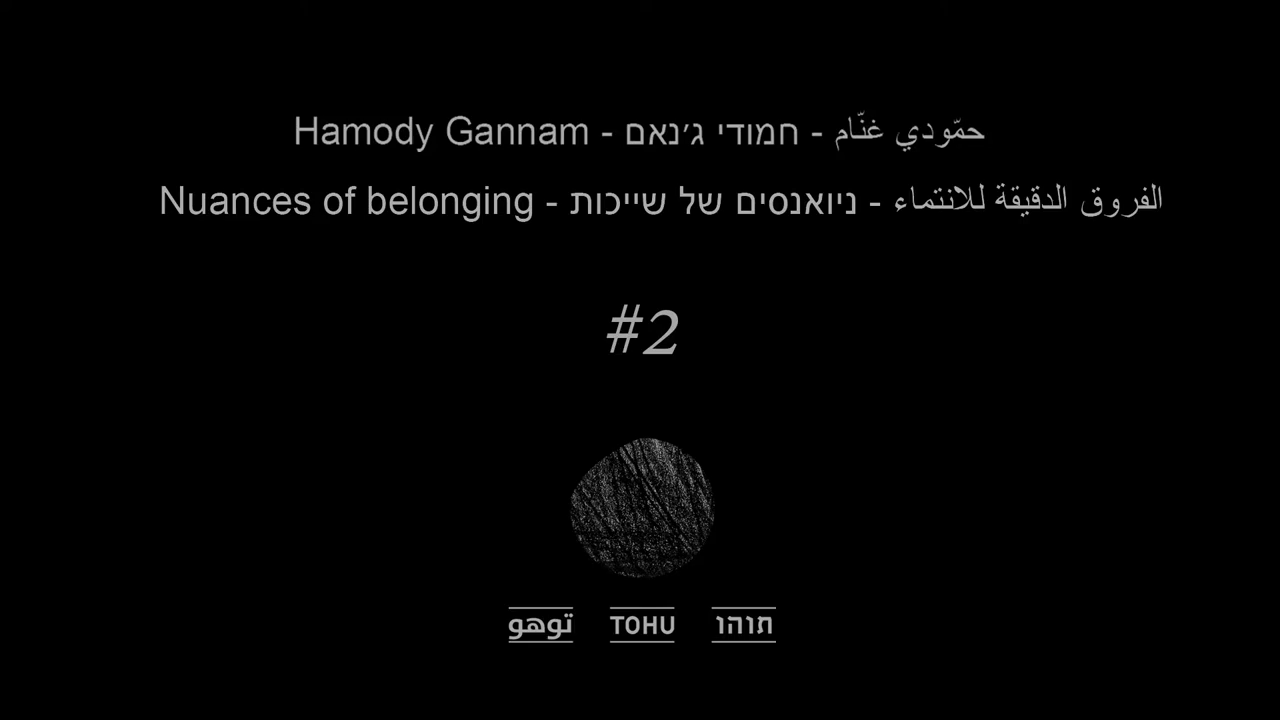 Hamody Gannam - חמודי ג'נאם - حمّودي غنّام
Nuances of belonging - ניואנסים של שייכות - الفروق الدقيقة للانتماء
#2
توهو TOHU תוהו